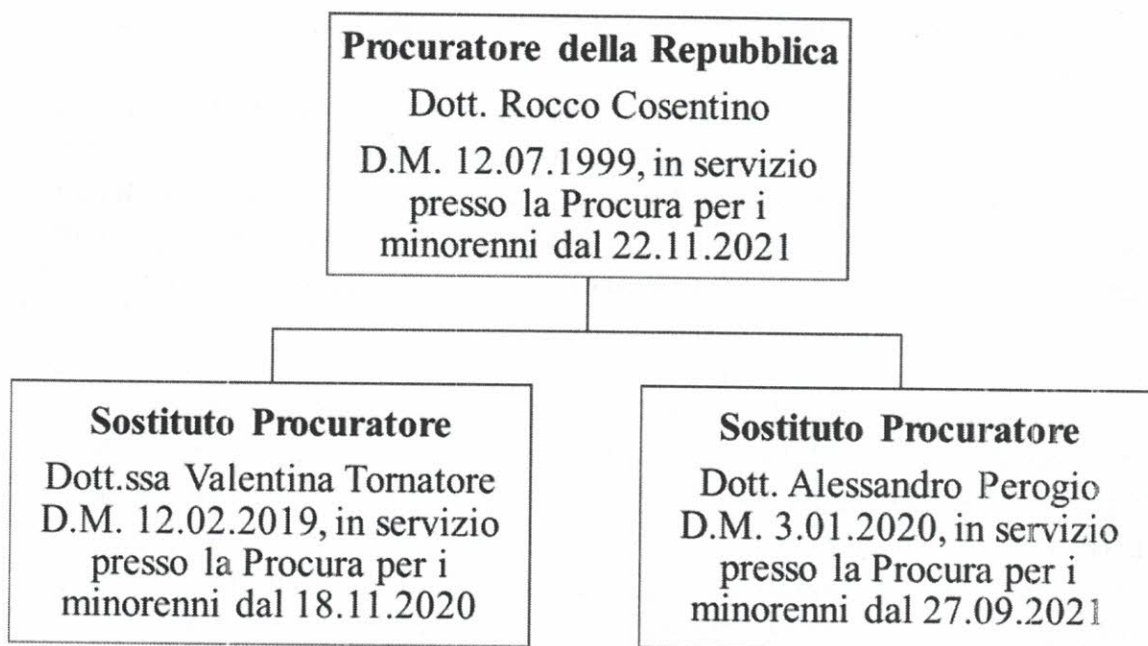 Procuratore della Repubblica
Dott. Rocco Cosentino
D.M. 12.07.1999, in servizio
presso la Procura per i
minorenni dal 22.11.2021
Sostituto Procuratore
Dott.ssa Valentina Tornatore
D.M. 12.02.2019, in servizio
presso la Procura per i
minorenni dal 18.11.2020
Sostituto Procuratore
Dott. Alessandro Perogio
D.M. 3.01.2020, in servizio
presso la Procura per i
minorenni dal 27.09.2021